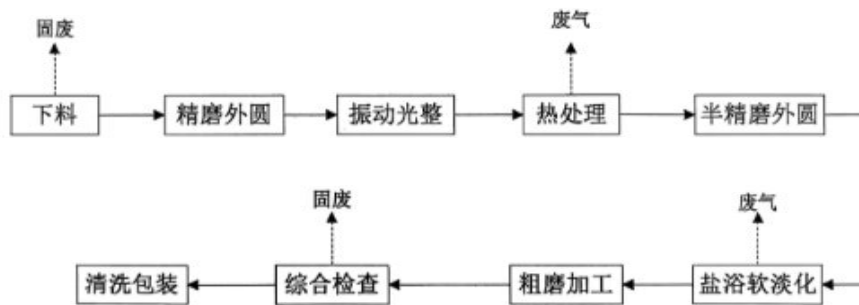 固废
废气
下料
精磨外圆
振动光整
热处理
半精磨外圆
固废
废气
清洗包装
综合检查
粗磨加工
盐浴软淡化